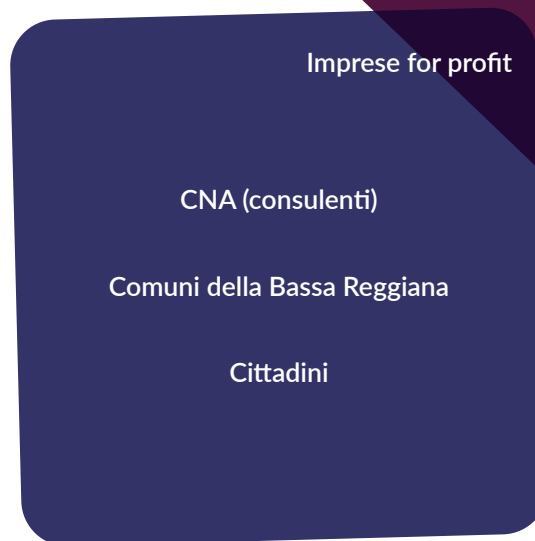 Imprese for profit
CNA (consulenti)
Comuni della Bassa Reggiana
Cittadini